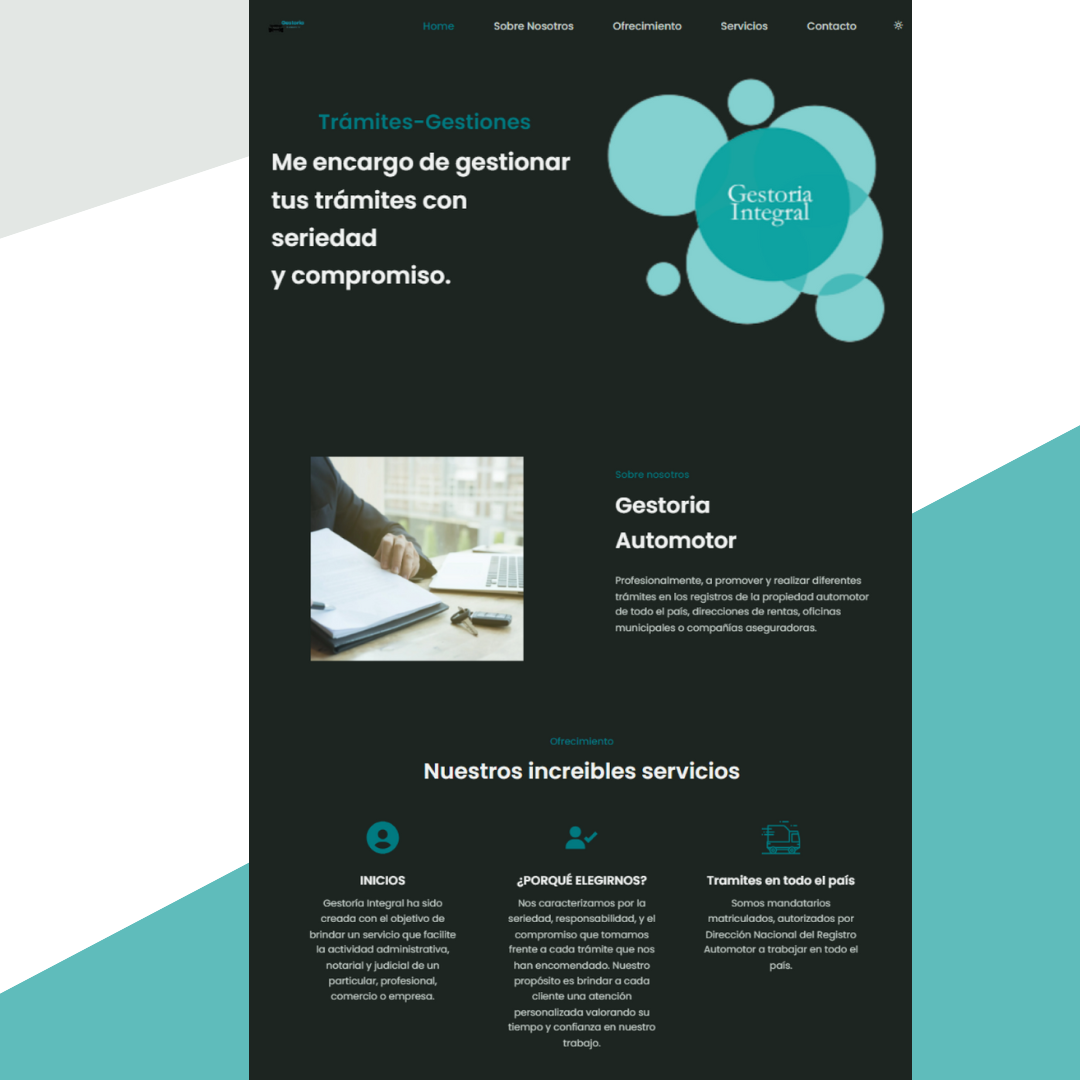 Gestoría
Home
Sobre Nosotros
Ofrecimiento
Servicios
Contacto
Trámites-Gestiones
Me encargo de gestionar
tus trámites con
seriedad
y compromiso.
Gestoria
Integral
Sobre nosotros
Gestoria
Automotor
Profesionalmente, a promover y realizar diferentes
trámites en los registros de la propiedad automotor
de todo el país, direcciones de rentas, oficinas
municipales o compañías aseguradoras.
Ofrecimiento
Nuestros increibles servicios
INICIOS
Gestoría Integral ha sido
creada con el objetivo de
brindar un servicio que facilite
la actividad administrativa,
notarial y judicial de un
particular, profesional,
comercio o empresa.
¿PORQUÉ ELEGIRNOS?
Nos caracterizamos por la
seriedad, responsabilidad, y el
compromiso que tomamos
frente a cada trámite que nos
han encomendado. Nuestro
propósito es brindar a cada
cliente una atención
personalizada valorando su
tiempo y confianza en nuestro
trabajo.
Tramites en todo el país
Somos mandatarios
matriculados, autorizados por
Dirección Nacional del Registro
Automotor a trabajar en todo el
país.